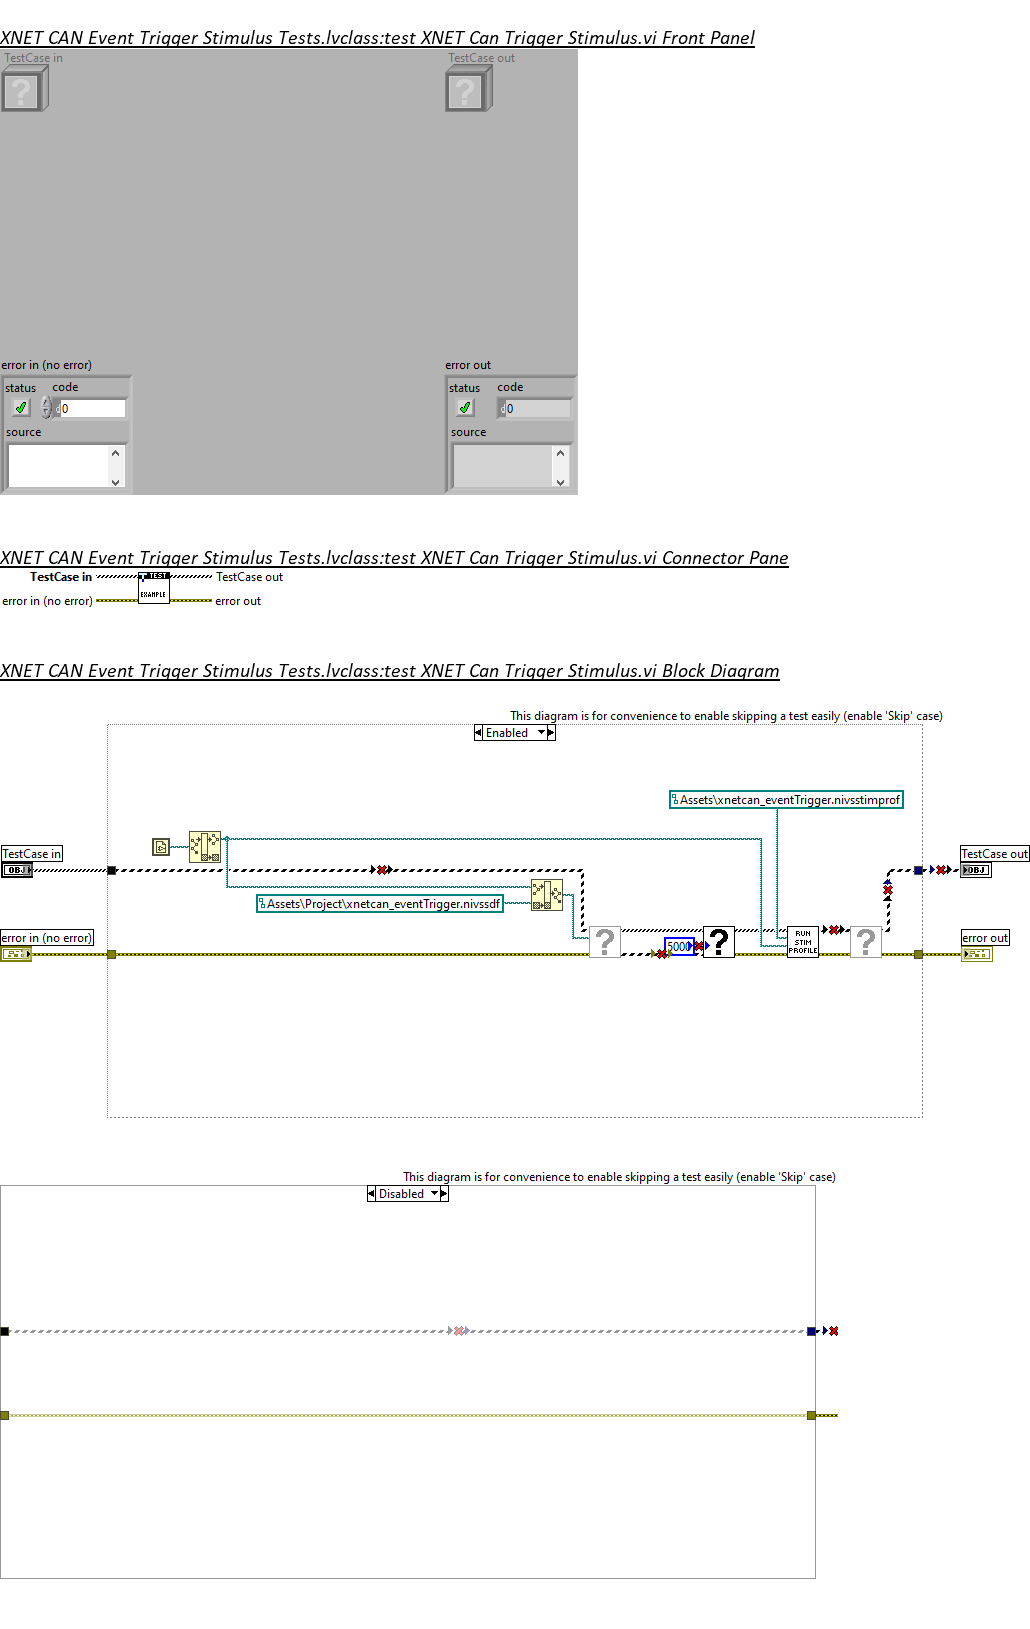 XNET CAN Event Trigger Stimulus Tests.lvclass:test XNET Can Trigger Stimulus.vi Front Panel
TestCase in
TestCase out
?
?
error in (no error)
error out
status
code
status
code
d
0
d
0
source
source
XNET CAN Event Trigger Stimulus Tests.lvclass:test XNET Can Trigger Stimulus.vi Connector Pane
TestCase in
TEST
TestCase out
error in (no error)
EXAMPLE
error out
XNET CAN Event Trigger Stimulus Tests.lvclass:test XNET Can Trigger Stimulus.vi Block Diagram
This diagram is for convenience to enable skipping a test easily (enable 'Skip' case)
Enabled
Assets\xnetcan_eventTrigger.nivsstimprof
TestCase in
OBJ
TestCase out
OBJ
Assets\Project\xnetcan_eventTrigger.nivssdf
error in (no error)
?
5000
?
RUN
STIM
PROFILE
?
error out
This diagram is for convenience to enable skipping a test easily (enable 'Skip' case)
Disabled